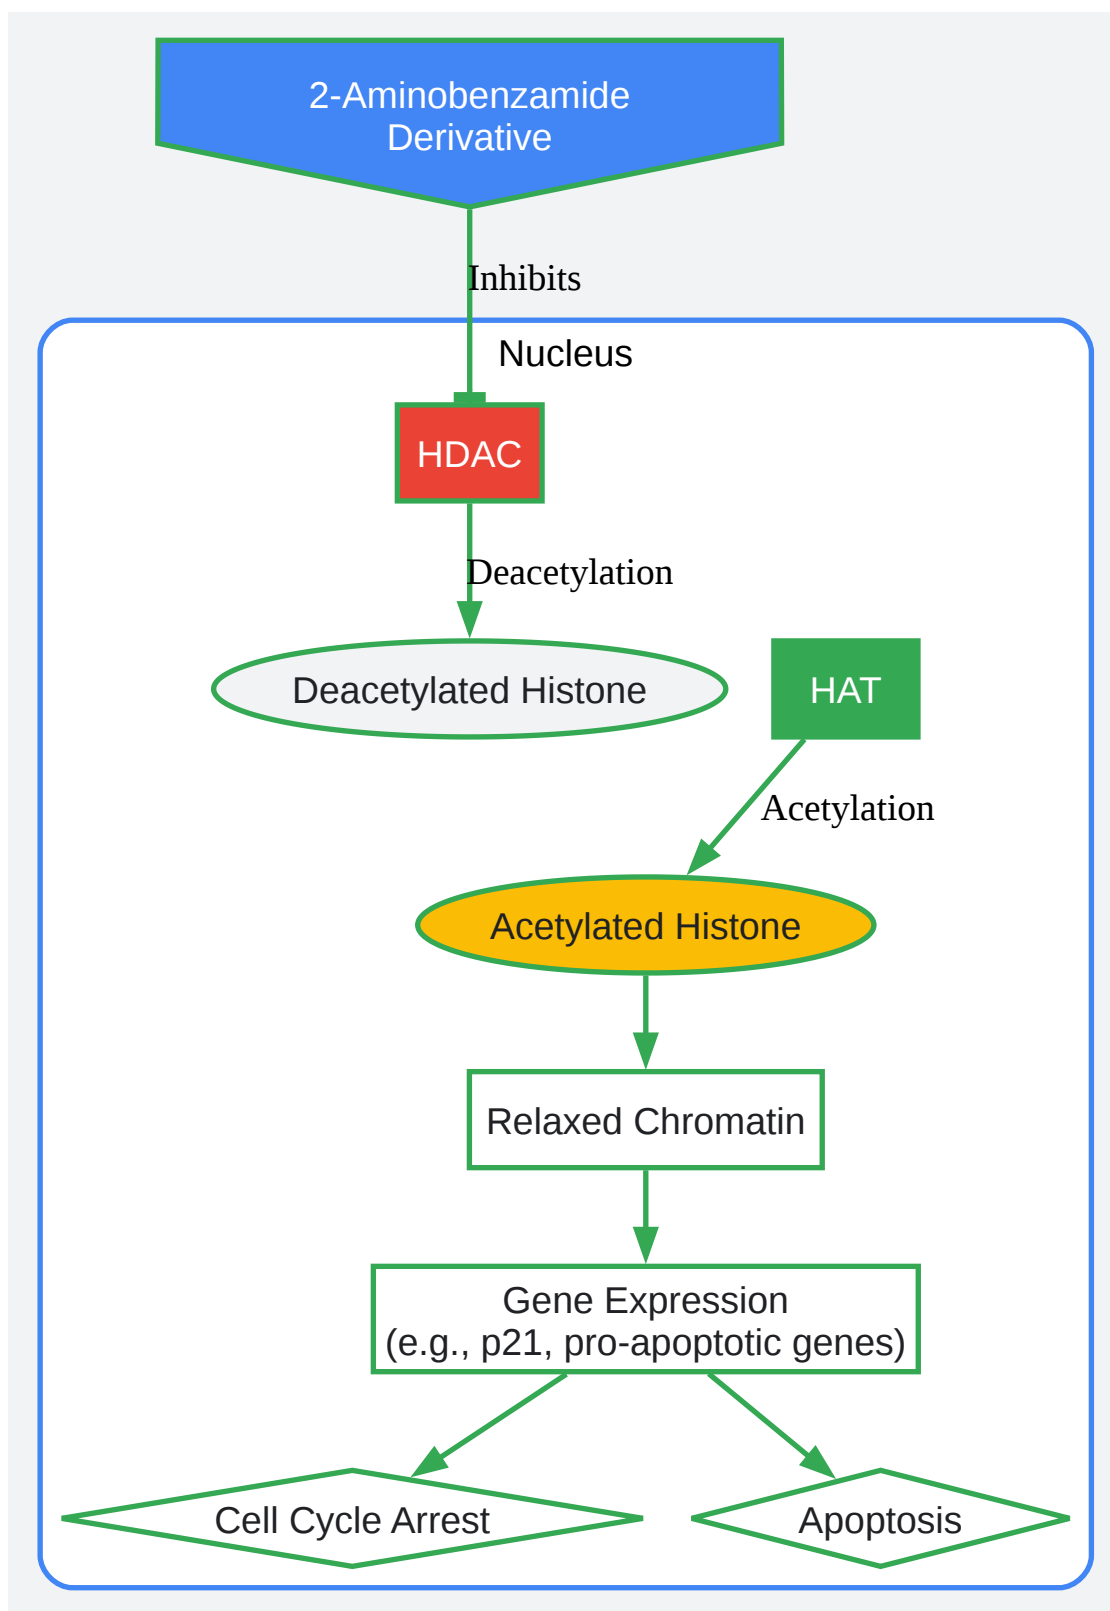 2-Aminobenzamide
Derivative
Inhibits
Nucleus
HDAC
Deacetylation
Deacetylated Histone
HAT
Acetylation
Acetylated Histone
Relaxed Chromatin
Gene Expression
(e.g., p21, pro-apoptotic genes)
Cell Cycle Arrest
Apoptosis